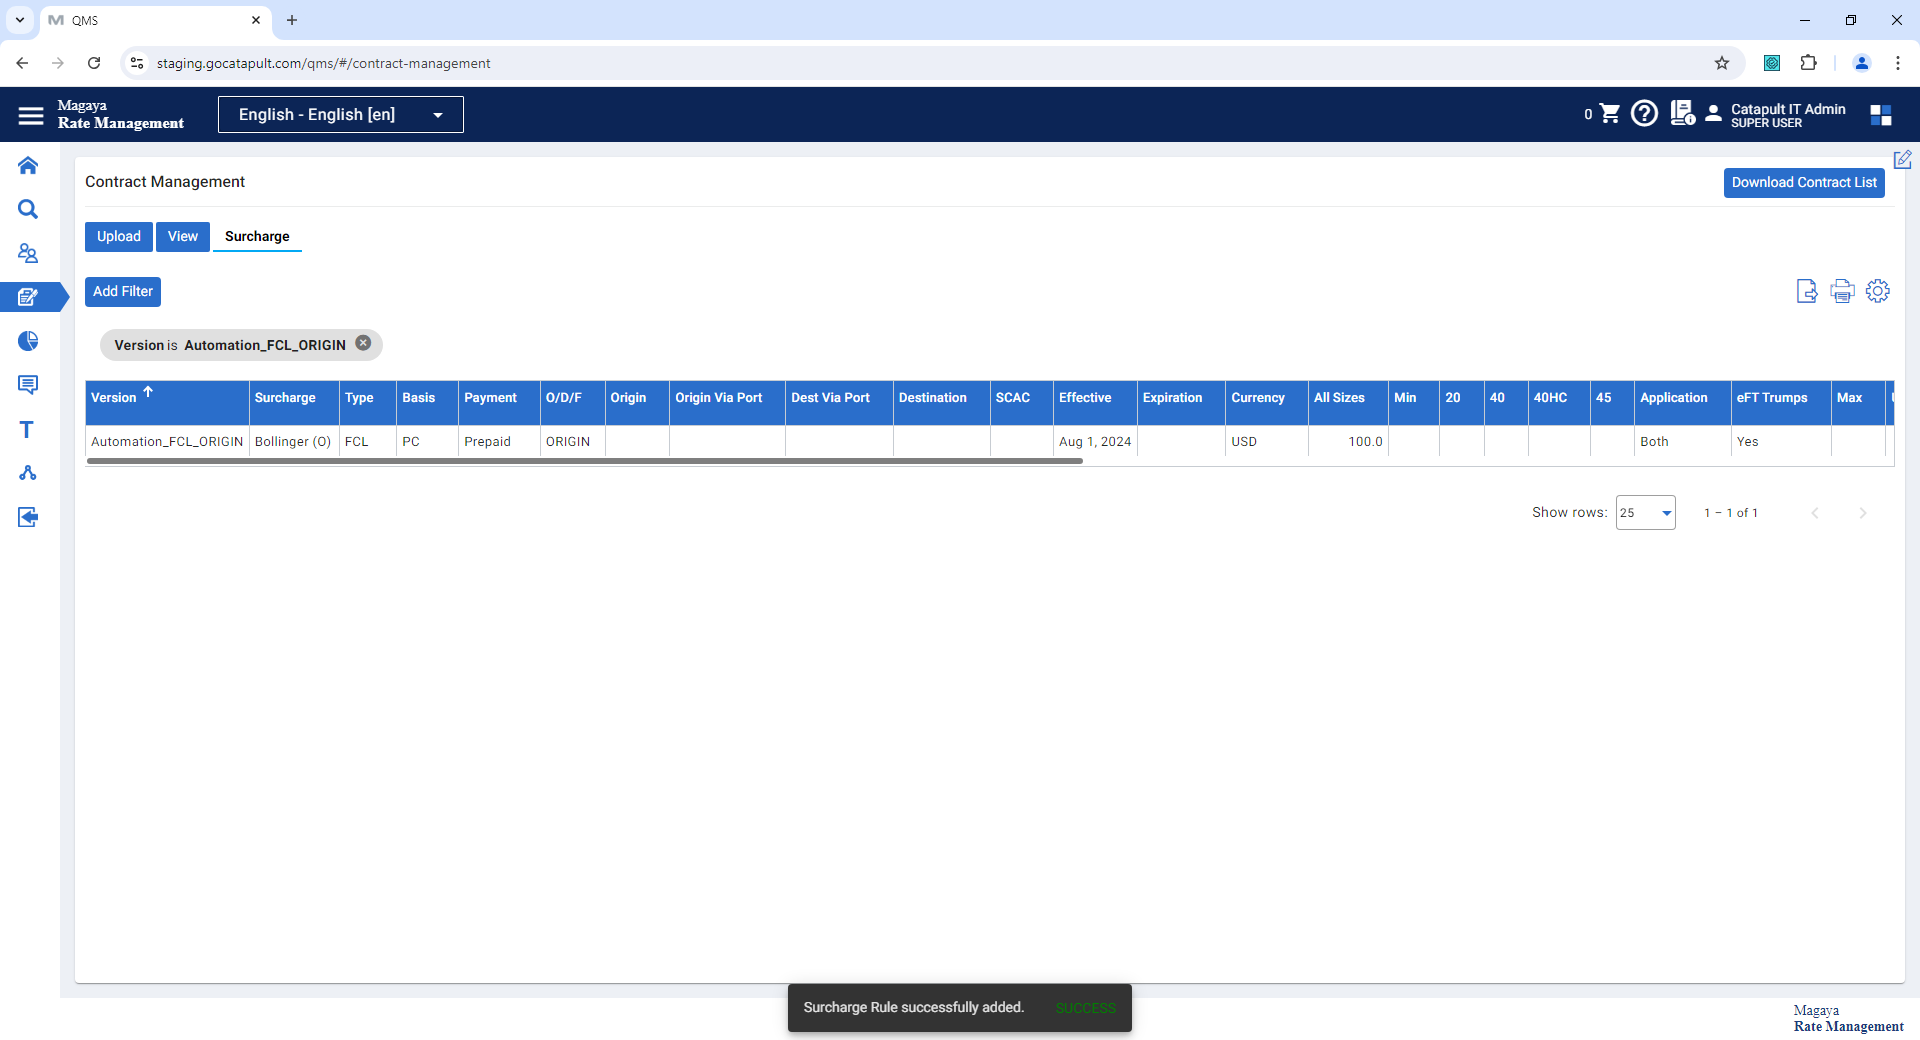 QMS
staging.gocatapult.com/qms/#/contract-management
Magaya
Rate Management
English - English [en]
0
Catapult IT Admin
SUPER USER
Contract Management
Download Contract List
Upload View Surcharge
Add Filter
Version is Automation_FCL_ORIGIN
Version Surcharge Type Basis Payment O/D/F Origin Origin Via Port Dest Via Port Destination SCAC Effective Expiration Currency All Sizes Min 20 40 40HC 45 Application eFT Trumps Max
Automation_FCL_ORIGIN Bollinger (O) FCL PC Prepaid ORIGIN Aug 1, 2024 USD 100.0 Both Yes
Show rows: 25 1 – 1 of 1
Surcharge Rule successfully added. SUCCESS
Magaya
Rate Management